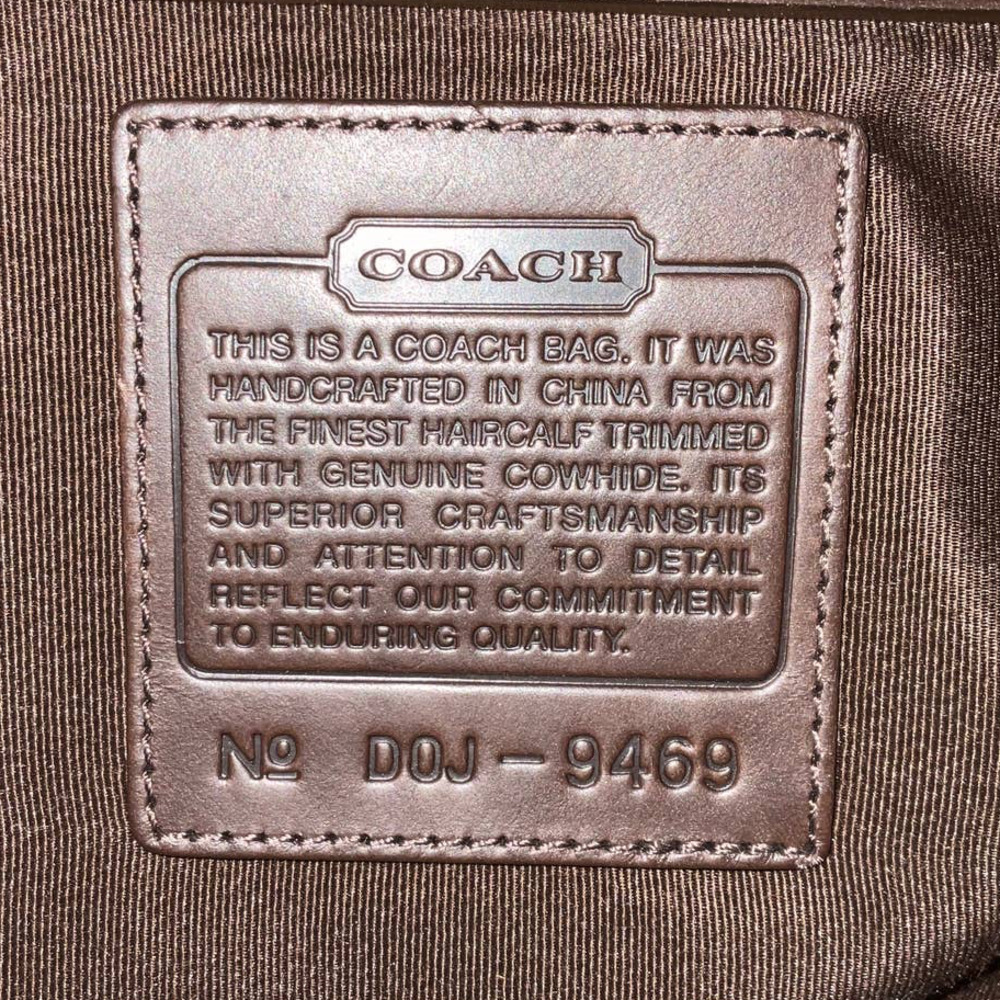 COACH
THIS IS A COACH BAG. IT WAS
HANDCRAFTED IN CHINA FROM
THE FINEST HAIRCALF TRIMMED
WITH GENUINE COWHIDE. ITS
SUPERIOR CRAFTSMANSHIP
AND ATTENTION TO DETAIL
REFLECT OUR COMMITMENT
TO ENDURING QUALITY.
Nº D0J-9469